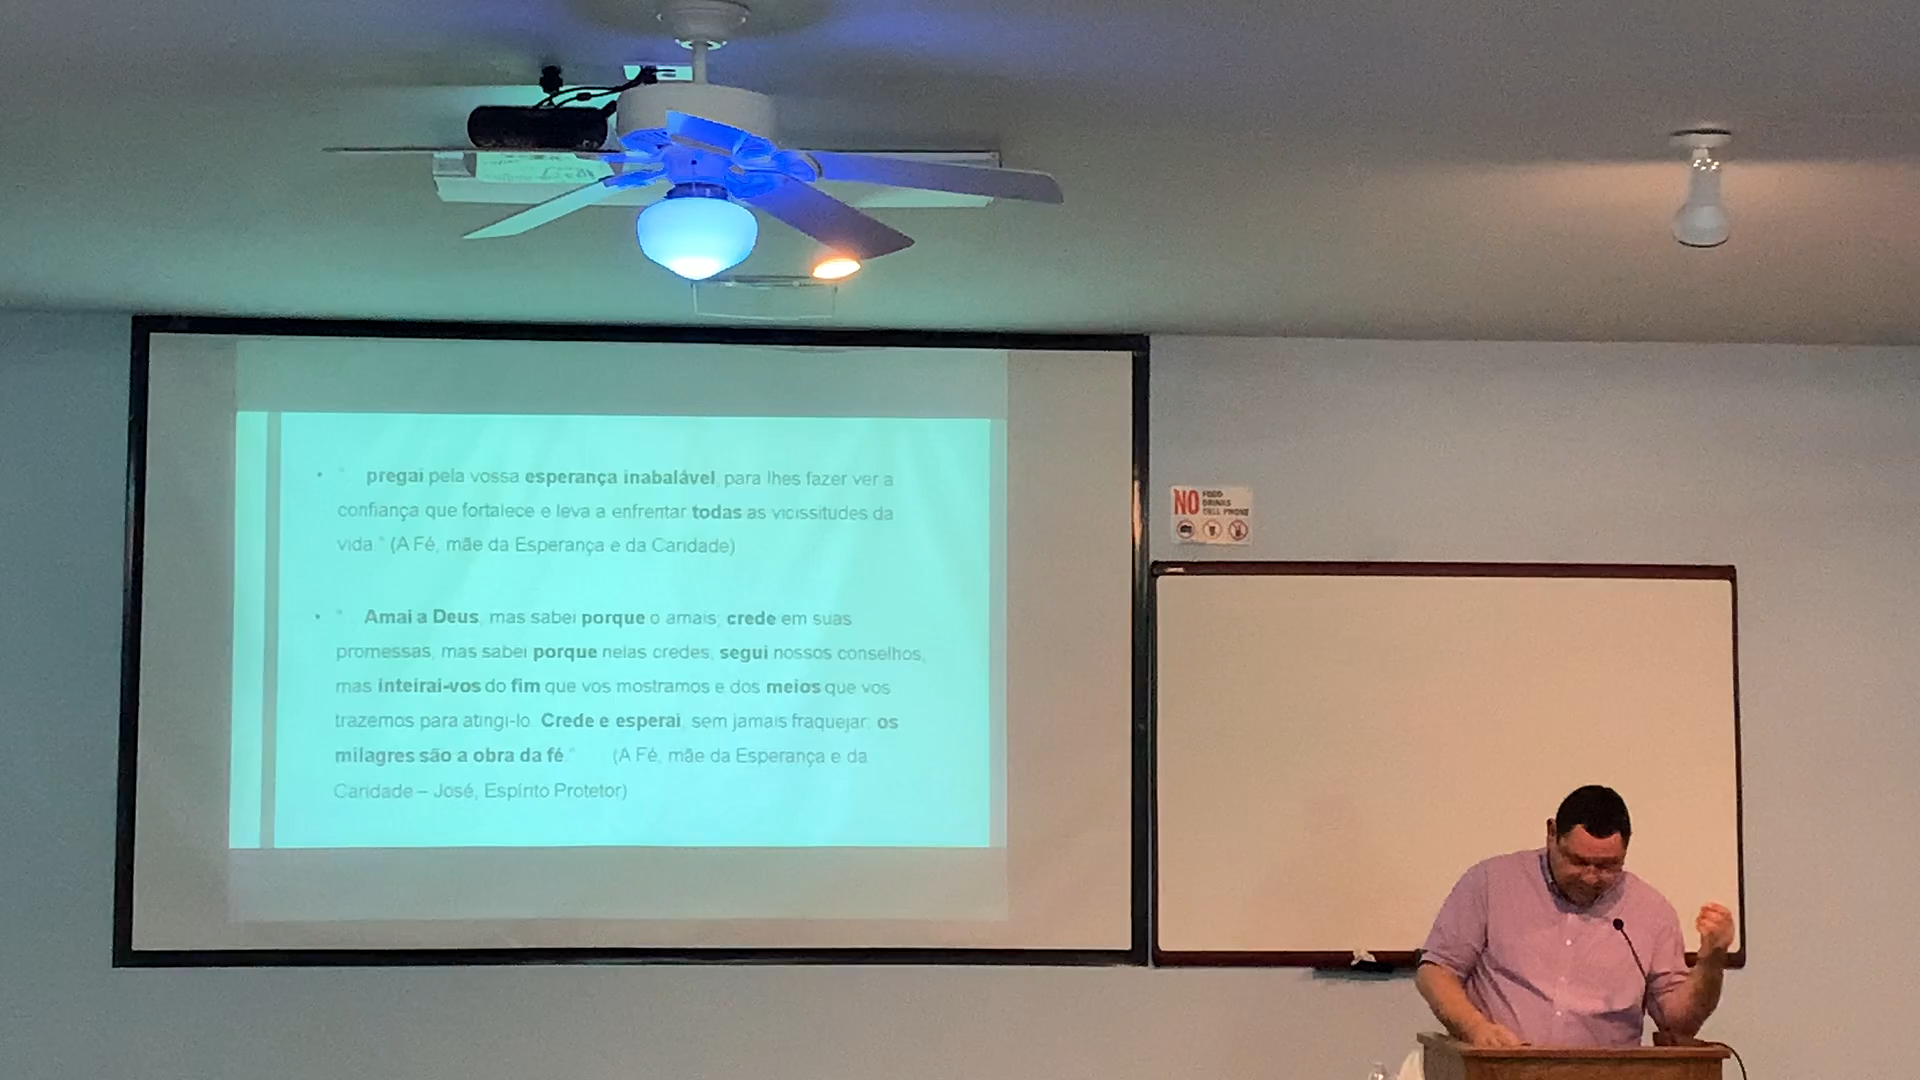 • " pregai pela vossa esperança inabalável, para lhes fazer ver a
confiança que fortalece e leva a enfrentar todas as vicissitudes da
vida." (A Fé, mãe da Esperança e da Caridade)
• " Amai a Deus, mas sabei porque o amais; crede em suas
promessas, mas sabei porque nelas credes; segui nossos conselhos,
mas inteirai-vos do fim que vos mostramos e dos meios que vos
trazemos para atingi-lo. Crede e esperai, sem jamais fraquejar: os
milagres são a obra da fé." (A Fé, mãe da Esperança e da
Caridade – José, Espírito Protetor)
NO FOOD
DRINKS
CELL PHONE